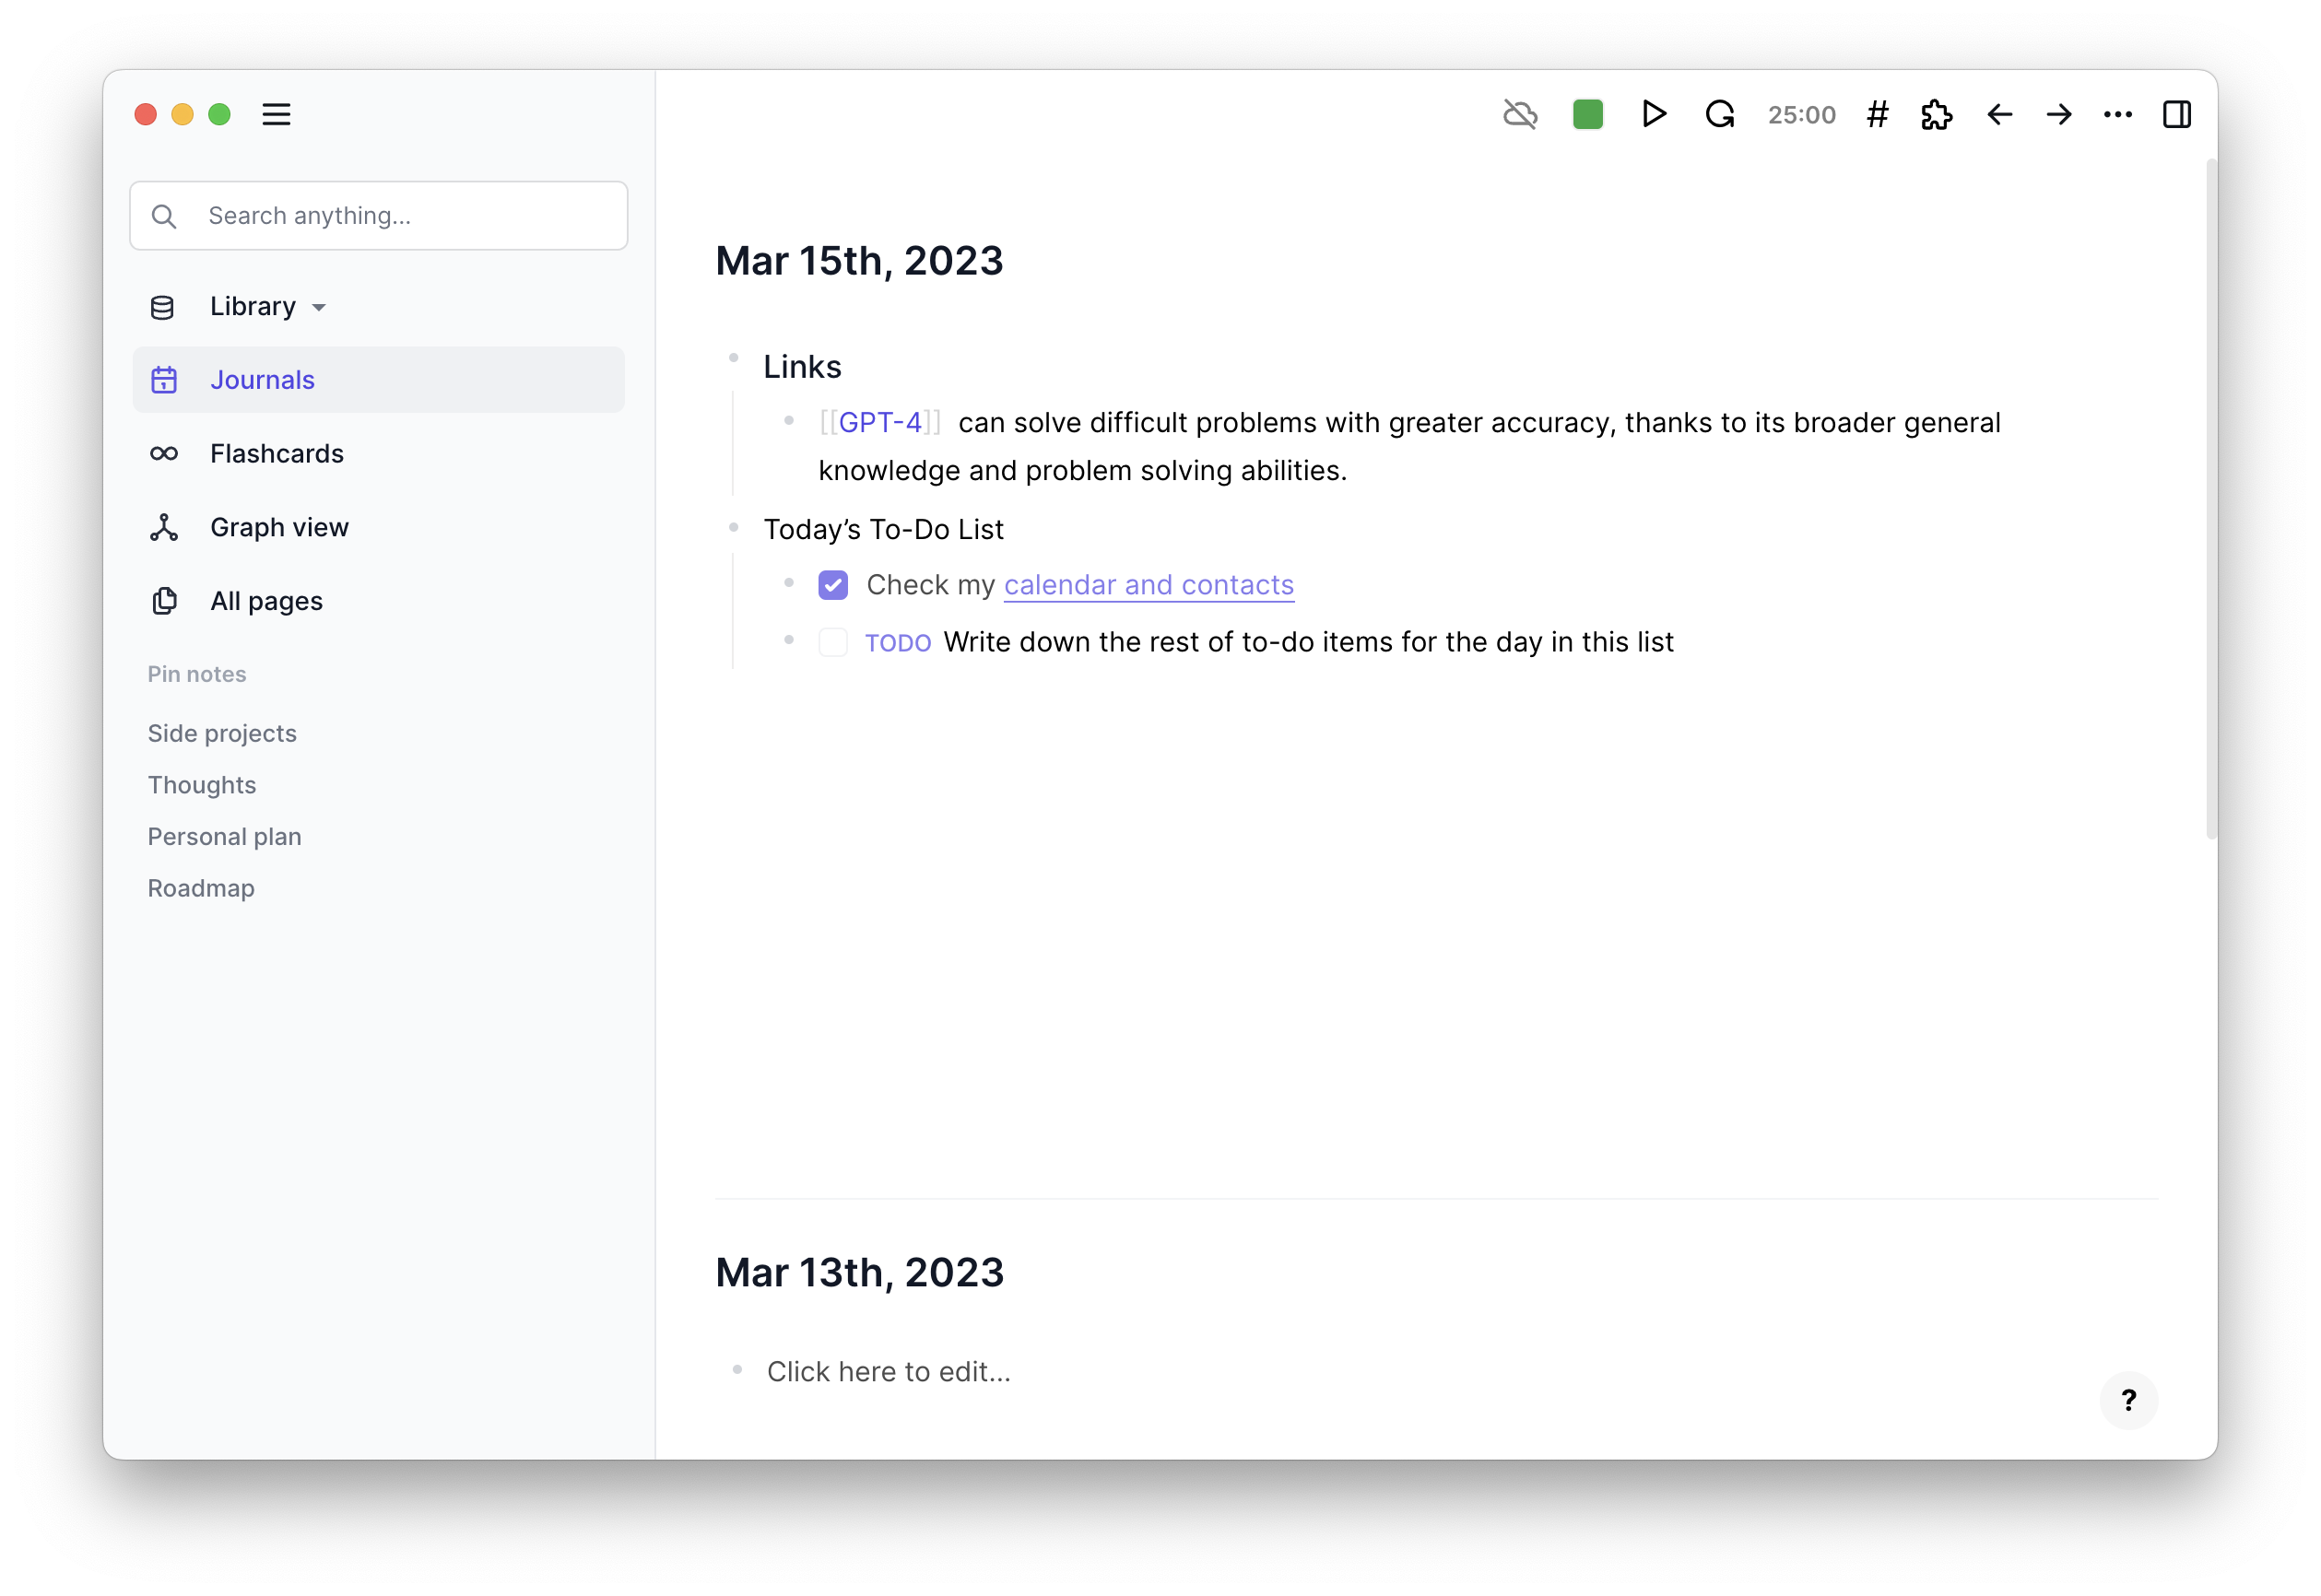 25:00 #
Search anything...
Library
Journals
Flashcards
Graph view
All pages
Pin notes
Side projects
Thoughts
Personal plan
Roadmap
Mar 15th, 2023
Links
[[GPT-4]] can solve difficult problems with greater accuracy, thanks to its broader general
knowledge and problem solving abilities.
Today’s To-Do List
Check my calendar and contacts
TODO Write down the rest of to-do items for the day in this list
Mar 13th, 2023
Click here to edit...
?